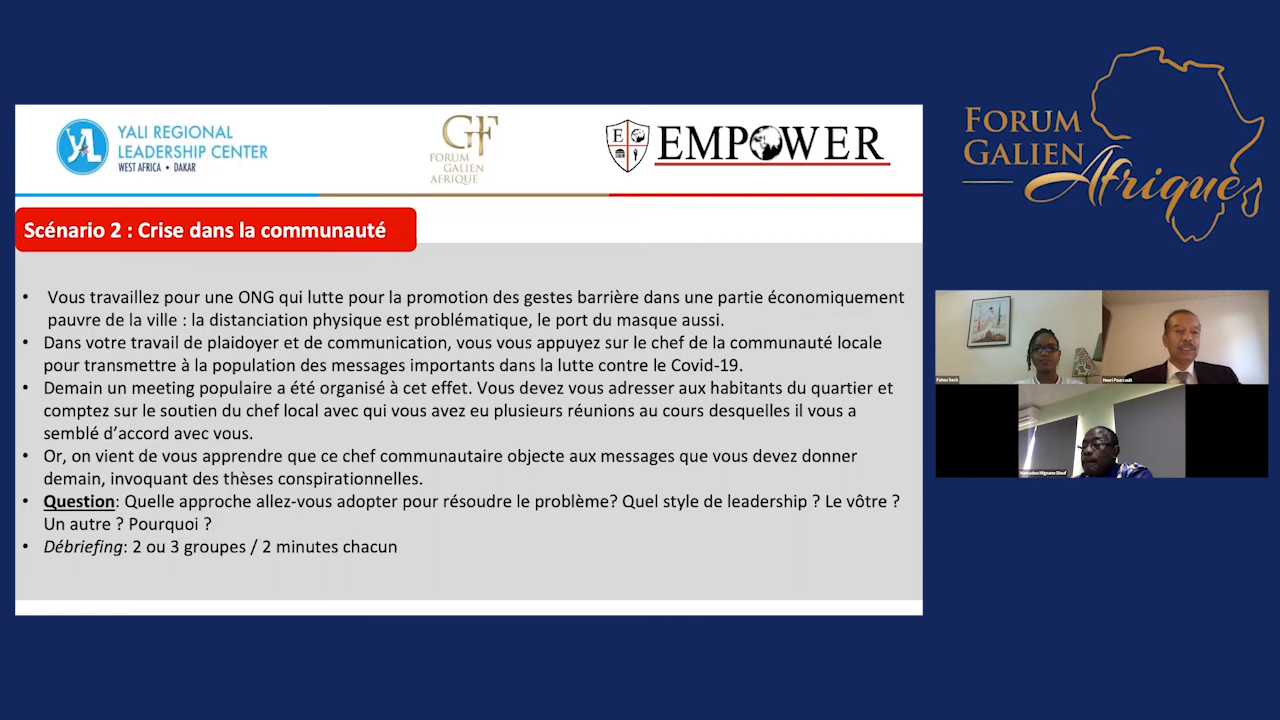 YALI REGIONAL
LEADERSHIP CENTER
WEST AFRICA • DAKAR
GF
FORUM
GALIEN
AFRIQUE
E
EMPOWER
Scénario 2 : Crise dans la communauté
• Vous travaillez pour une ONG qui lutte pour la promotion des gestes barrière dans une partie économiquement
pauvre de la ville : la distanciation physique est problématique, le port du masque aussi.
• Dans votre travail de plaidoyer et de communication, vous vous appuyez sur le chef de la communauté locale
pour transmettre à la population des messages importants dans la lutte contre le Covid-19.
• Demain un meeting populaire a été organisé à cet effet. Vous devez vous adresser aux habitants du quartier et
comptez sur le soutien du chef local avec qui vous avez eu plusieurs réunions au cours desquelles il vous a
semblé d’accord avec vous.
• Or, on vient de vous apprendre que ce chef communautaire objecte aux messages que vous devez donner
demain, invoquant des thèses conspirationnelles.
• Question: Quelle approche allez-vous adopter pour résoudre le problème? Quel style de leadership ? Le vôtre ?
Un autre ? Pourquoi ?
• Débriefing: 2 ou 3 groupes / 2 minutes chacun
FORUM
GALIEN
Afrique
Fatou Seck
Henri Fourcault
Mamadou Mignane Diouf